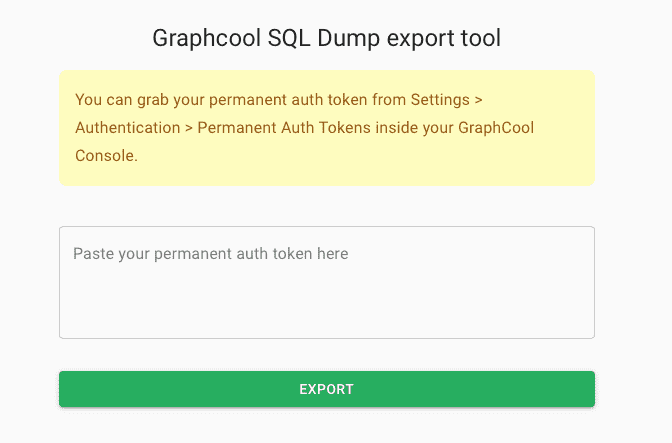 Graphcool SQL Dump export tool
You can grab your permanent auth token from Settings >
Authentication > Permanent Auth Tokens inside your GraphCool
Console.
Paste your permanent auth token here
EXPORT